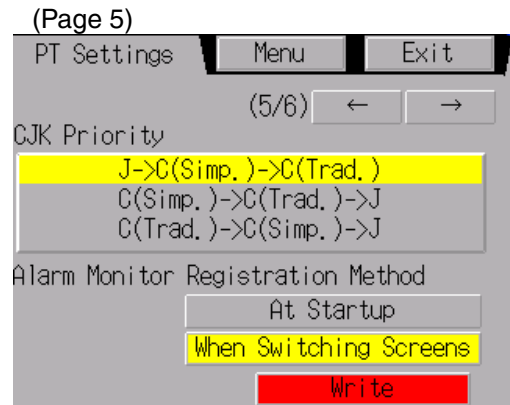 (Page 5)
PT Settings Menu Exit
(5/6) ← →
CJK Priority
J->C(Simp.)->C(Trad.)
C(Simp.)->C(Trad.)->J
C(Trad.)->C(Simp.)->J
Alarm Monitor Registration Method
At Startup
When Switching Screens
Write